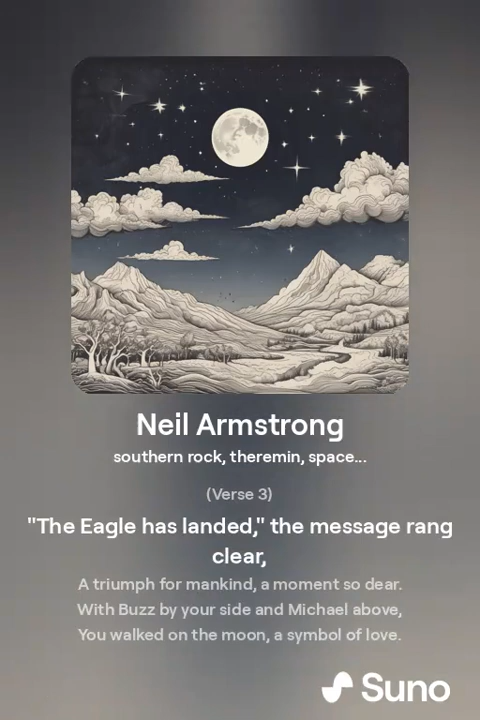 Neil Armstrong
southern rock, theremin, space...
(Verse 3)
"The Eagle has landed," the message rang
clear,
A triumph for mankind, a moment so dear.
With Buzz by your side and Michael above,
You walked on the moon, a symbol of love.
Suno